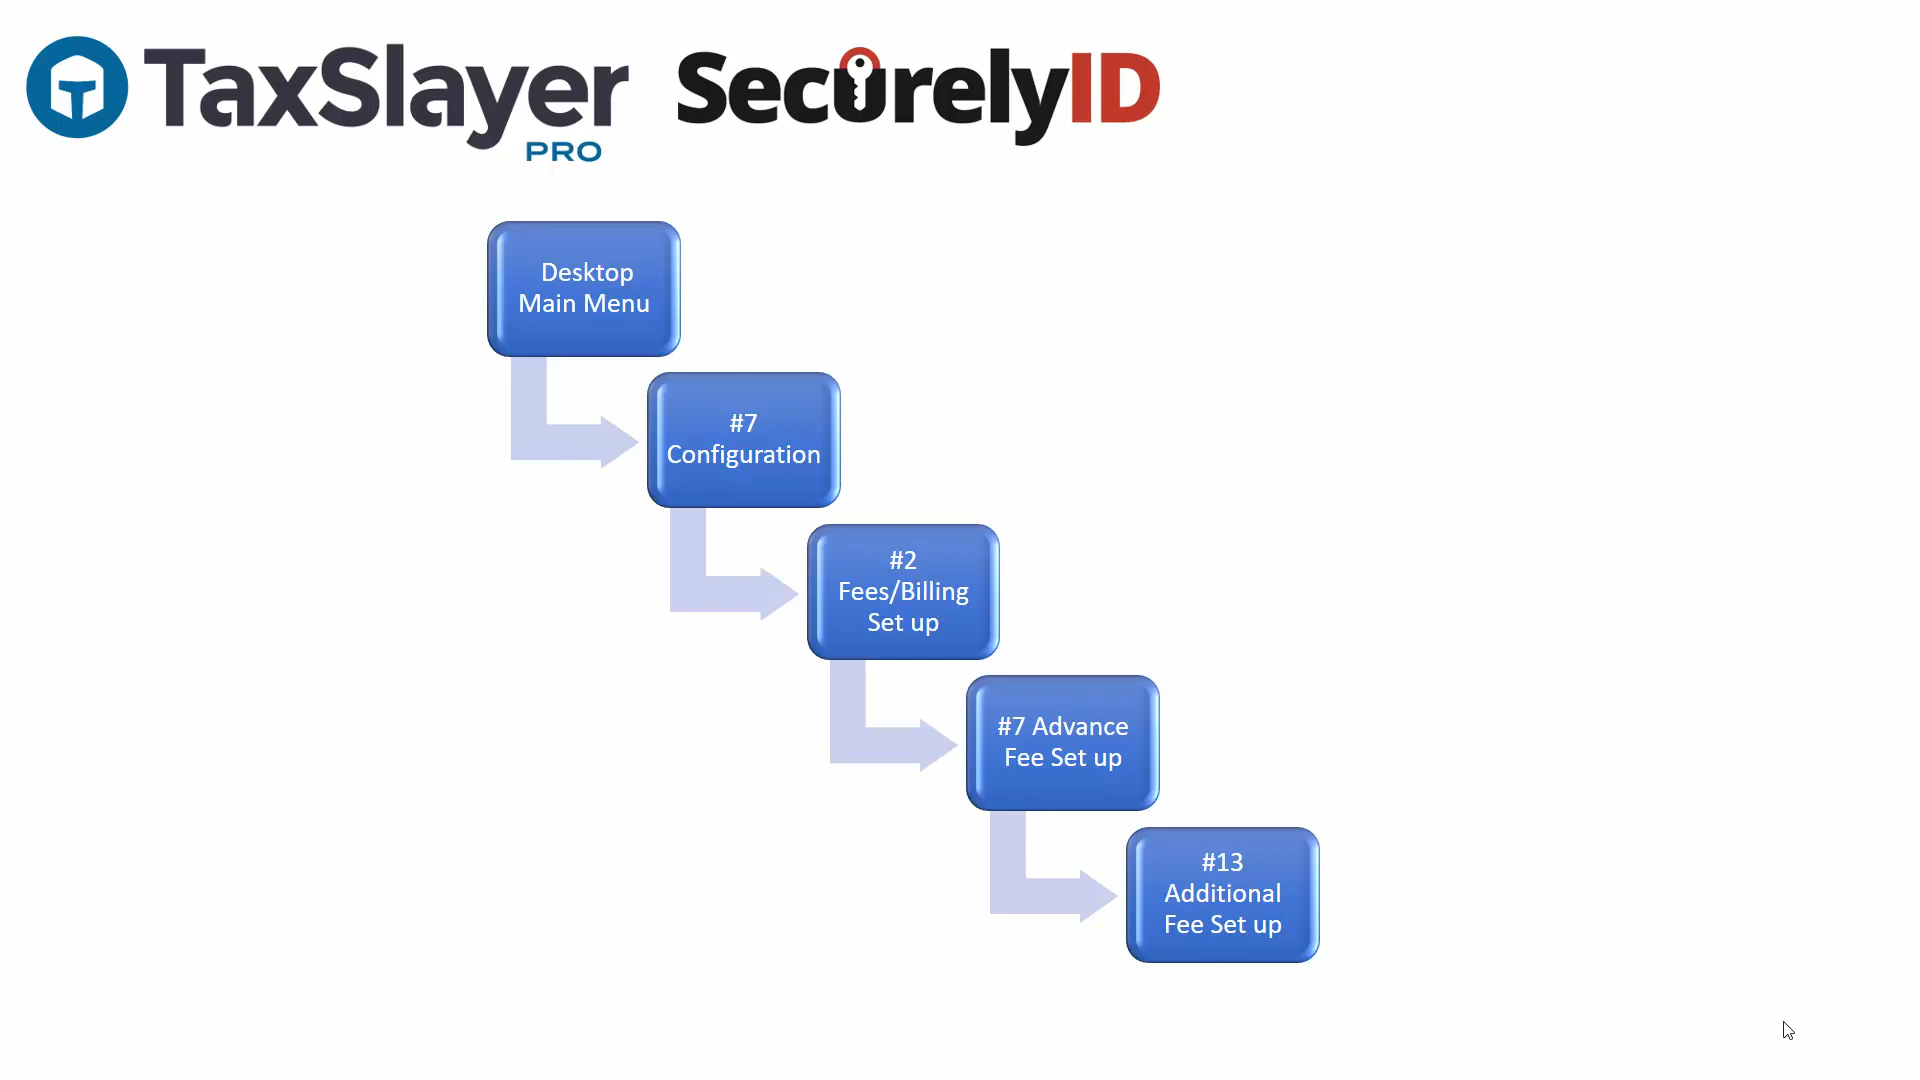 TaxSlayer
PRO
SecurelyID
Desktop
Main Menu
#7
Configuration
#2
Fees/Billing
Set up
#7 Advance
Fee Set up
#13
Additional
Fee Set up